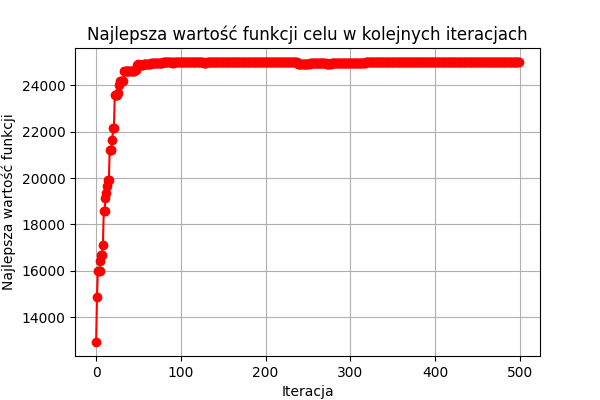 Najlepsza wartość funkcji celu w kolejnych iteracjach
Najlepsza wartość funkcji
24000
22000
20000
18000
16000
14000
0 100 200 300 400 500
Iteracja